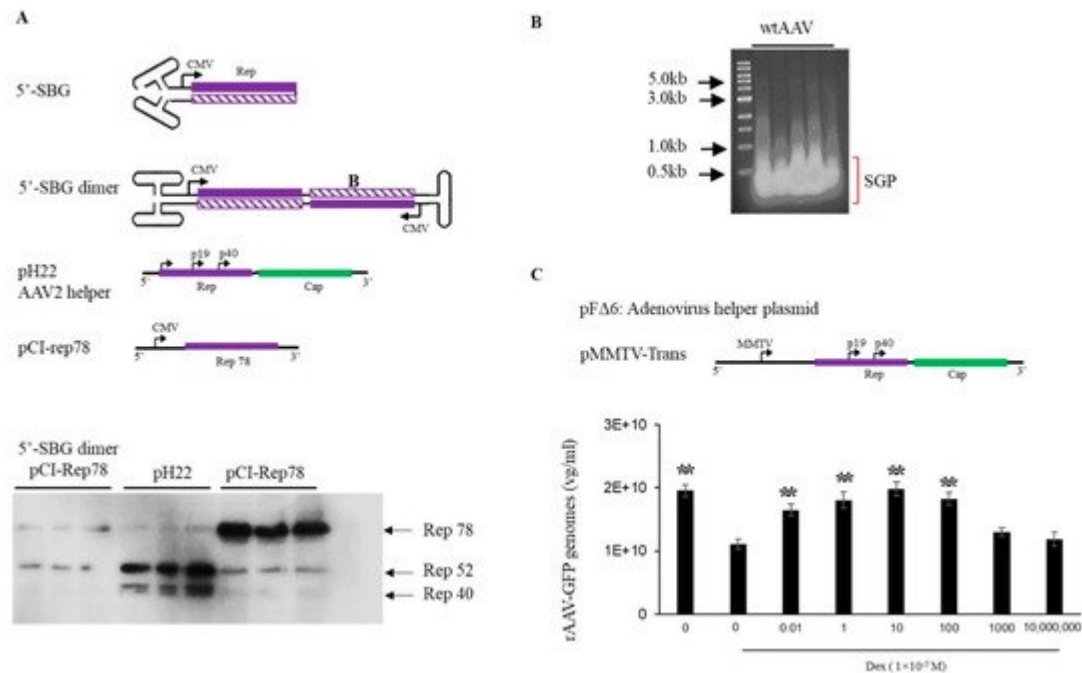 A
5'-SBG
CMV
Rep
5'-SBG dimer
CMV
B
CMV
pH22
AAV2 helper
p19 p40
5' Rep Cap 3'
pCI-rep78
CMV
5' Rep 78 3'
5'-SBG dimer
pCI-Rep78 pH22 pCI-Rep78
Rep 78
Rep 52
Rep 40
B
wtAAV
5.0kb
3.0kb
1.0kb
0.5kb
SGP
C
pFΔ6: Adenovirus helper plasmid
pMMTV-Trans
MMTV p19 p40
5' Rep Cap 3'
rAAV-GFP genomes (vg/ml)
3E+10
2E+10
1E+10
0
** ** ** ** **
0 0 0.01 1 10 100 1000 10,000,000